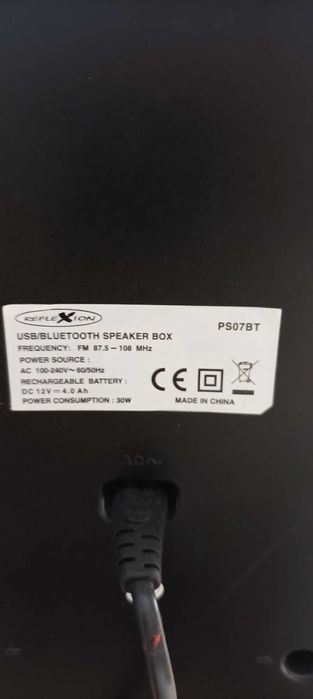 REFLEXION
PS07BT
USB/BLUETOOTH SPEAKER BOX
FREQUENCY: FM 87.5 – 108 MHz
POWER SOURCE :
AC 100-240V～60/50Hz
RECHARGEABLE BATTERY :
DC 12V ⎓ 4.0 Ah
POWER CONSUMPTION : 30W
CE
MADE IN CHINA